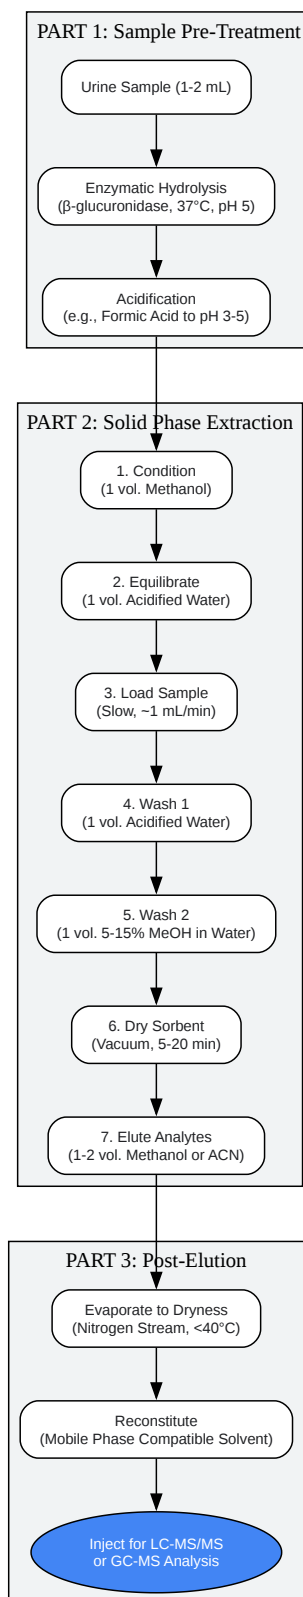 PART 1: Sample Pre-Treatment
Urine Sample (1-2 mL)
Enzymatic Hydrolysis
(β-glucuronidase, 37°C, pH 5)
Acidification
(e.g., Formic Acid to pH 3-5)
PART 2: Solid Phase Extraction
1. Condition
(1 vol. Methanol)
2. Equilibrate
(1 vol. Acidified Water)
3. Load Sample
(Slow, ~1 mL/min)
4. Wash 1
(1 vol. Acidified Water)
5. Wash 2
(1 vol. 5-15% MeOH in Water)
6. Dry Sorbent
(Vacuum, 5-20 min)
7. Elute Analytes
(1-2 vol. Methanol or ACN)
PART 3: Post-Elution
Evaporate to Dryness
(Nitrogen Stream, <40°C)
Reconstitute
(Mobile Phase Compatible Solvent)
Inject for LC-MS/MS
or GC-MS Analysis